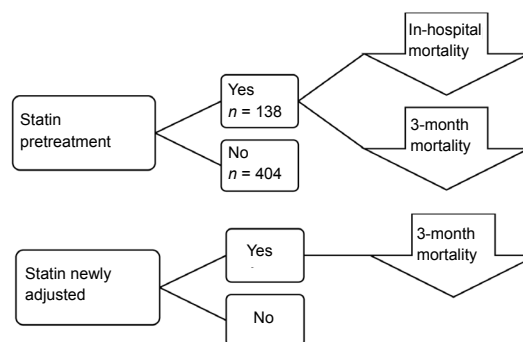 In-hospital
mortality
Yes
n = 138
Statin
pretreatment
3-month
mortality
No
n = 404
3-month
mortality
Yes
Statin newly
adjusted
No